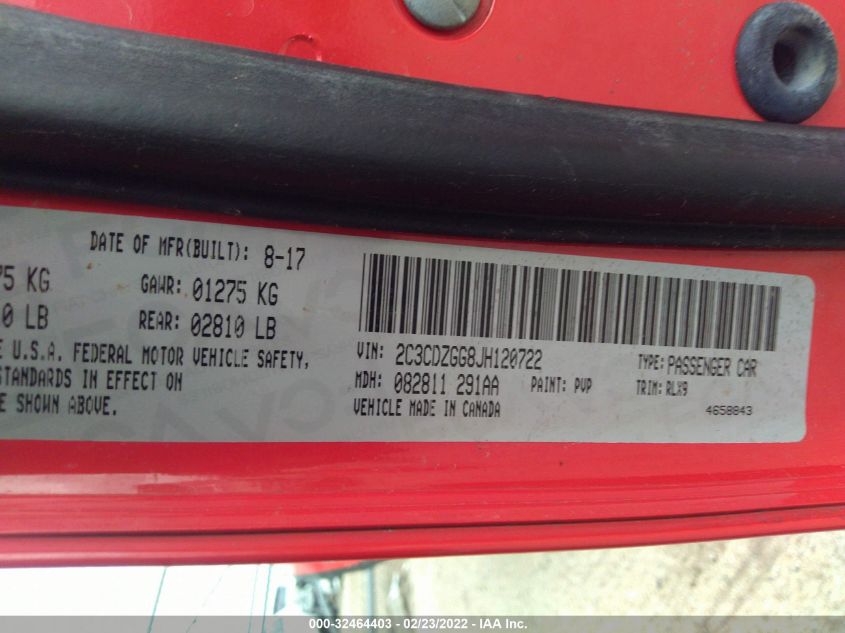 DATE OF MFR(BUILT): 8-17
75 KG GAWR: 01275 KG
0 LB REAR: 02810 LB
E U.S.A. FEDERAL MOTOR VEHICLE SAFETY,
STANDARDS IN EFFECT ON
E SHOWN ABOVE.
VIN: 2C3CDZGG8JH120722 TYPE: PASSENGER CAR
MDH: 082811 291AA PAINT: PVP TRIM: RLX9
VEHICLE MADE IN CANADA 4658843
000-32464403 - 02/23/2022 - IAA Inc.